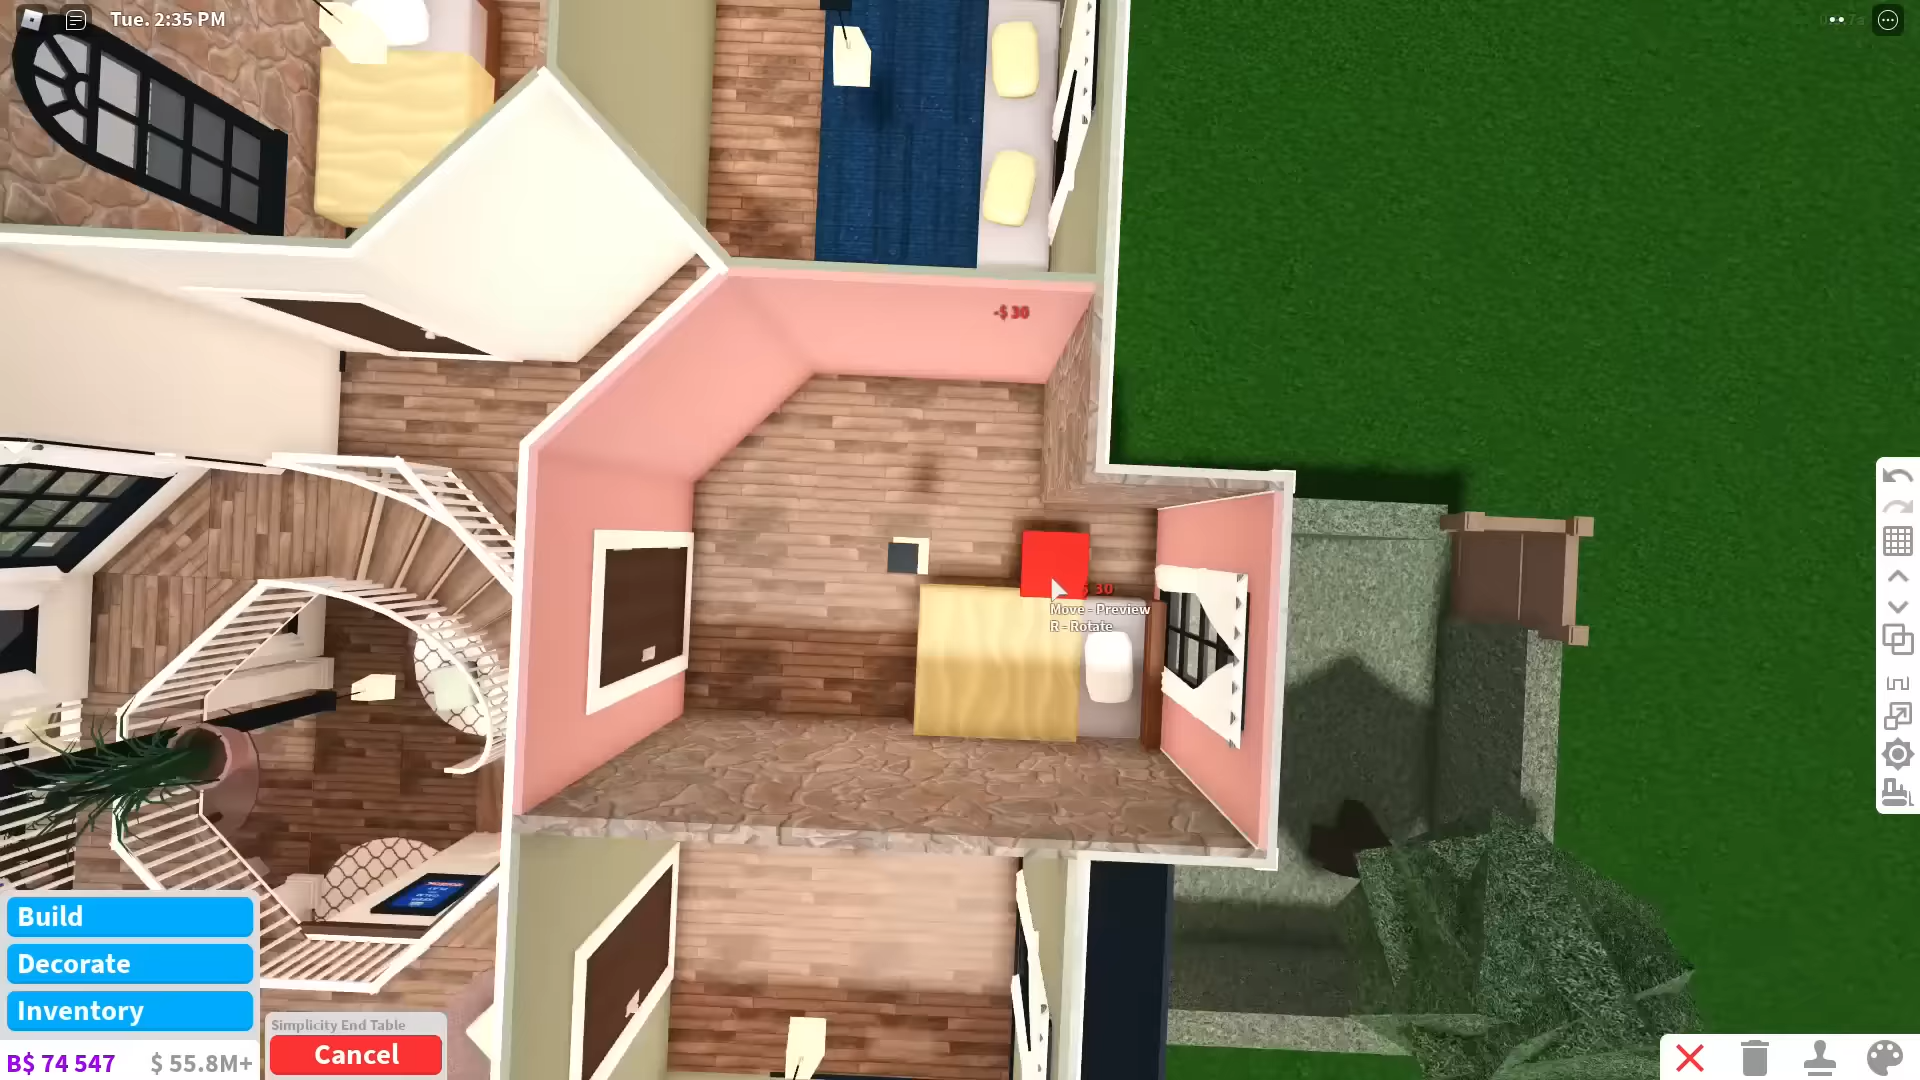 Tue. 2:35 PM
-$ 30
$ 30
Move - Preview
R - Rotate
Build
Decorate
Inventory
Simplicity End Table
Cancel
B$ 74 547
$ 55.8M+